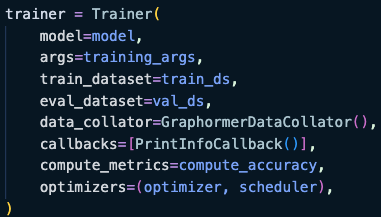 trainer = Trainer(
    model=model,
    args=training_args,
    train_dataset=train_ds,
    eval_dataset=val_ds,
    data_collator=GraphormerDataCollator(),
    callbacks=[PrintInfoCallback()],
    compute_metrics=compute_accuracy,
    optimizers=(optimizer, scheduler),
)